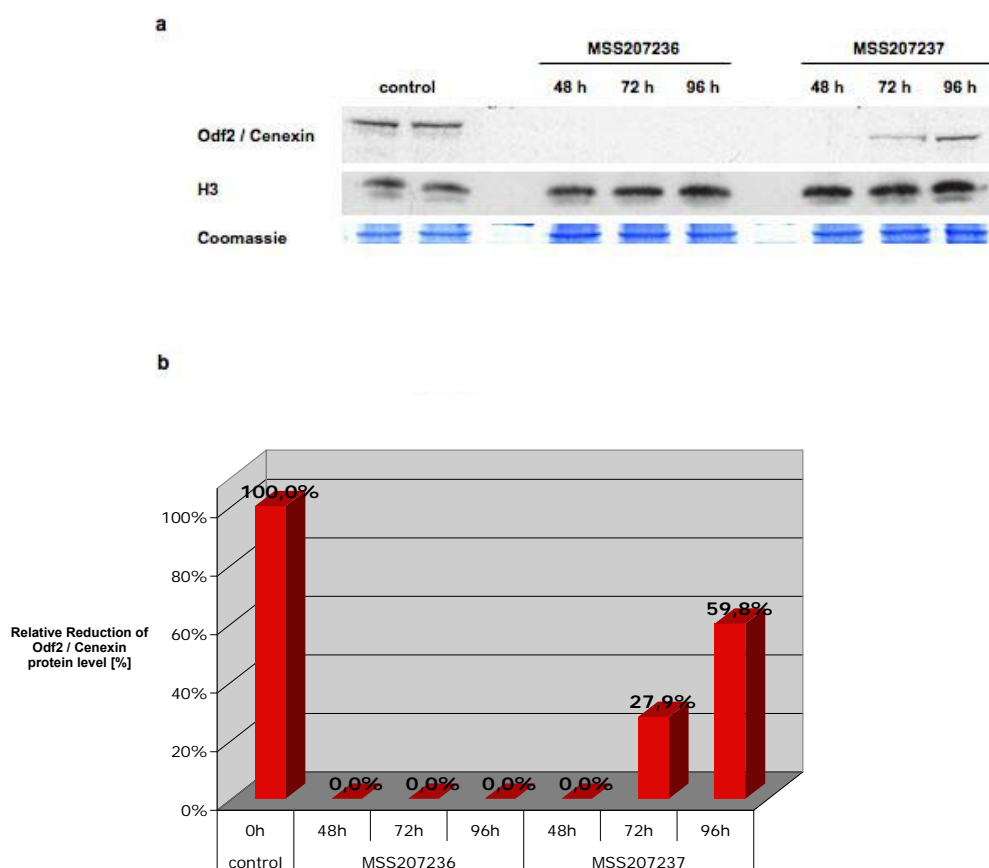 a
MSS207236 MSS207237
control 48 h 72 h 96 h 48 h 72 h 96 h
Odf2 / Cenexin
H3
Coomassie
b
100,0%
100%
80%
59,8%
Relative Reduction of
Odf2 / Cenexin
protein level [%]
60%
40%
27,9%
20%
0,0% 0,0% 0,0% 0,0%
0%
0h 48h 72h 96h 48h 72h 96h
control MSS207236 MSS207237